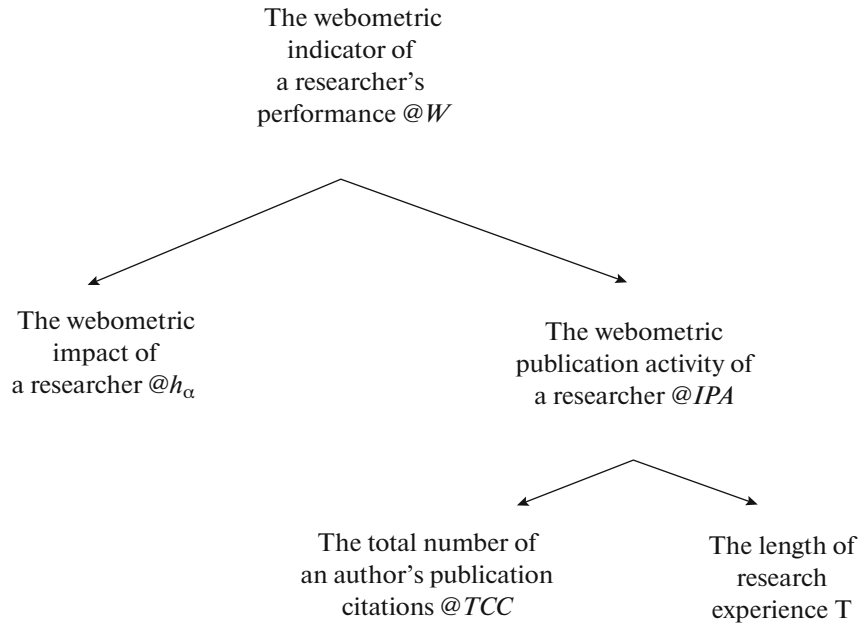 The webometric
indicator of
a researcher’s
performance @W
The webometric
impact of
a researcher @hα
The webometric
publication activity of
a researcher @IPA
The total number of
an author’s publication
citations @TCC
The length of
research
experience T